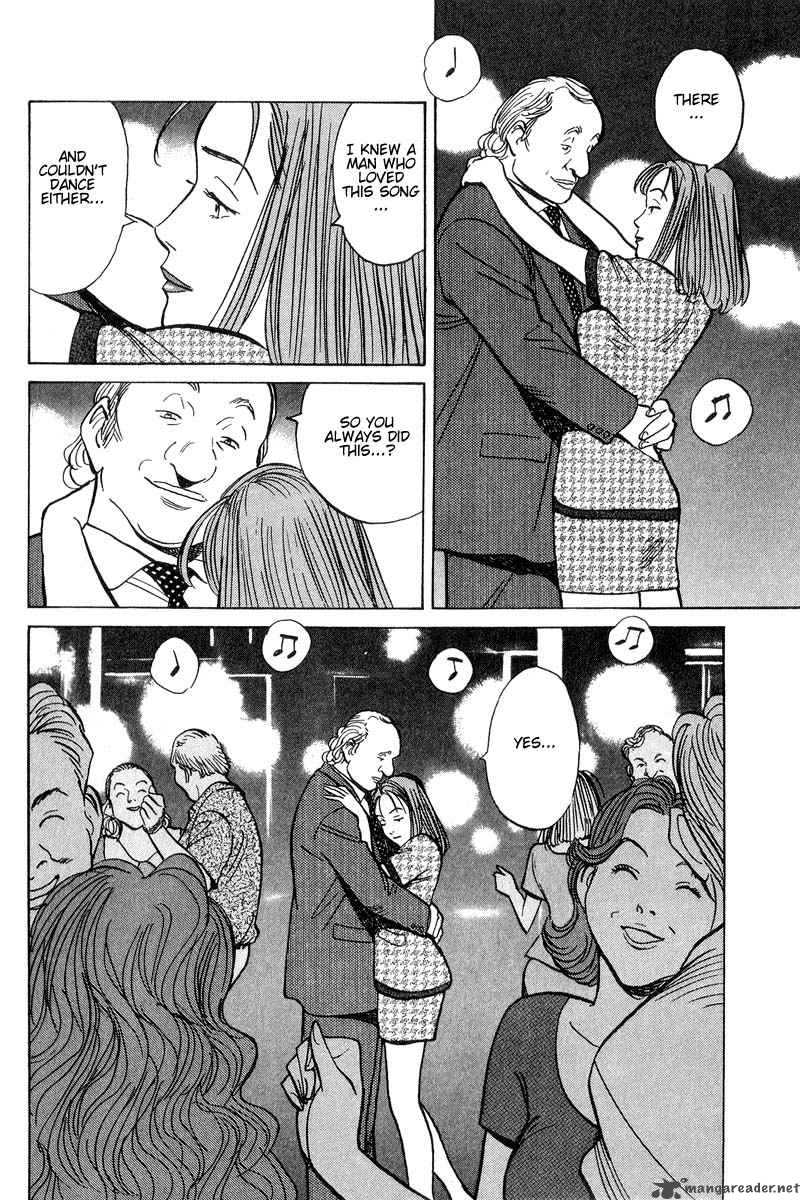 THERE
...
I KNEW A
MAN WHO
LOVED
THIS SONG
...
AND
COULDN'T
DANCE
EITHER...
SO YOU
ALWAYS DID
THIS...?
YES...
mangareader.net